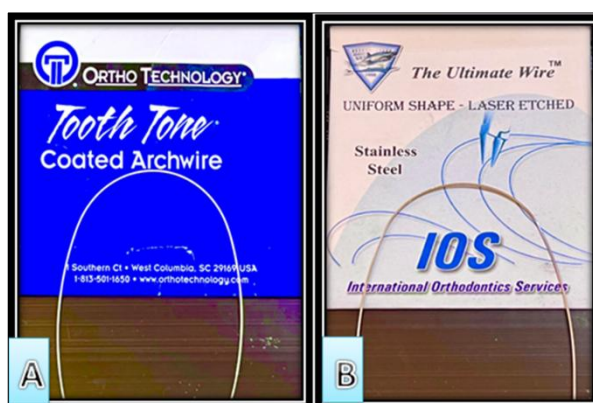 ORTHO TECHNOLOGY®
Tooth Tone®
Coated Archwire
1 Southern Ct • West Columbia, SC 29169 USA
1-813-501-1650 • www.orthotechnology.com
A
The Ultimate Wire™
UNIFORM SHAPE - LASER ETCHED
Stainless
Steel
IOS
International Orthodontics Services
B